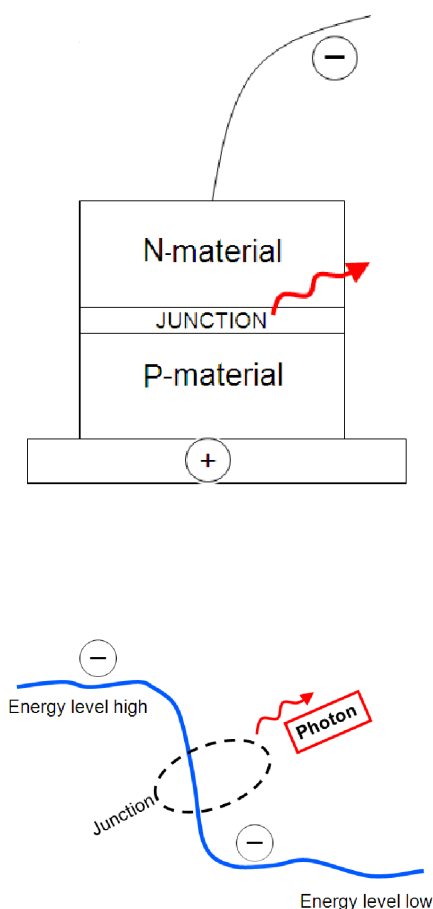 −
N-material
JUNCTION
P-material
+
−
Energy level high
Photon
Junction
−
Energy level low